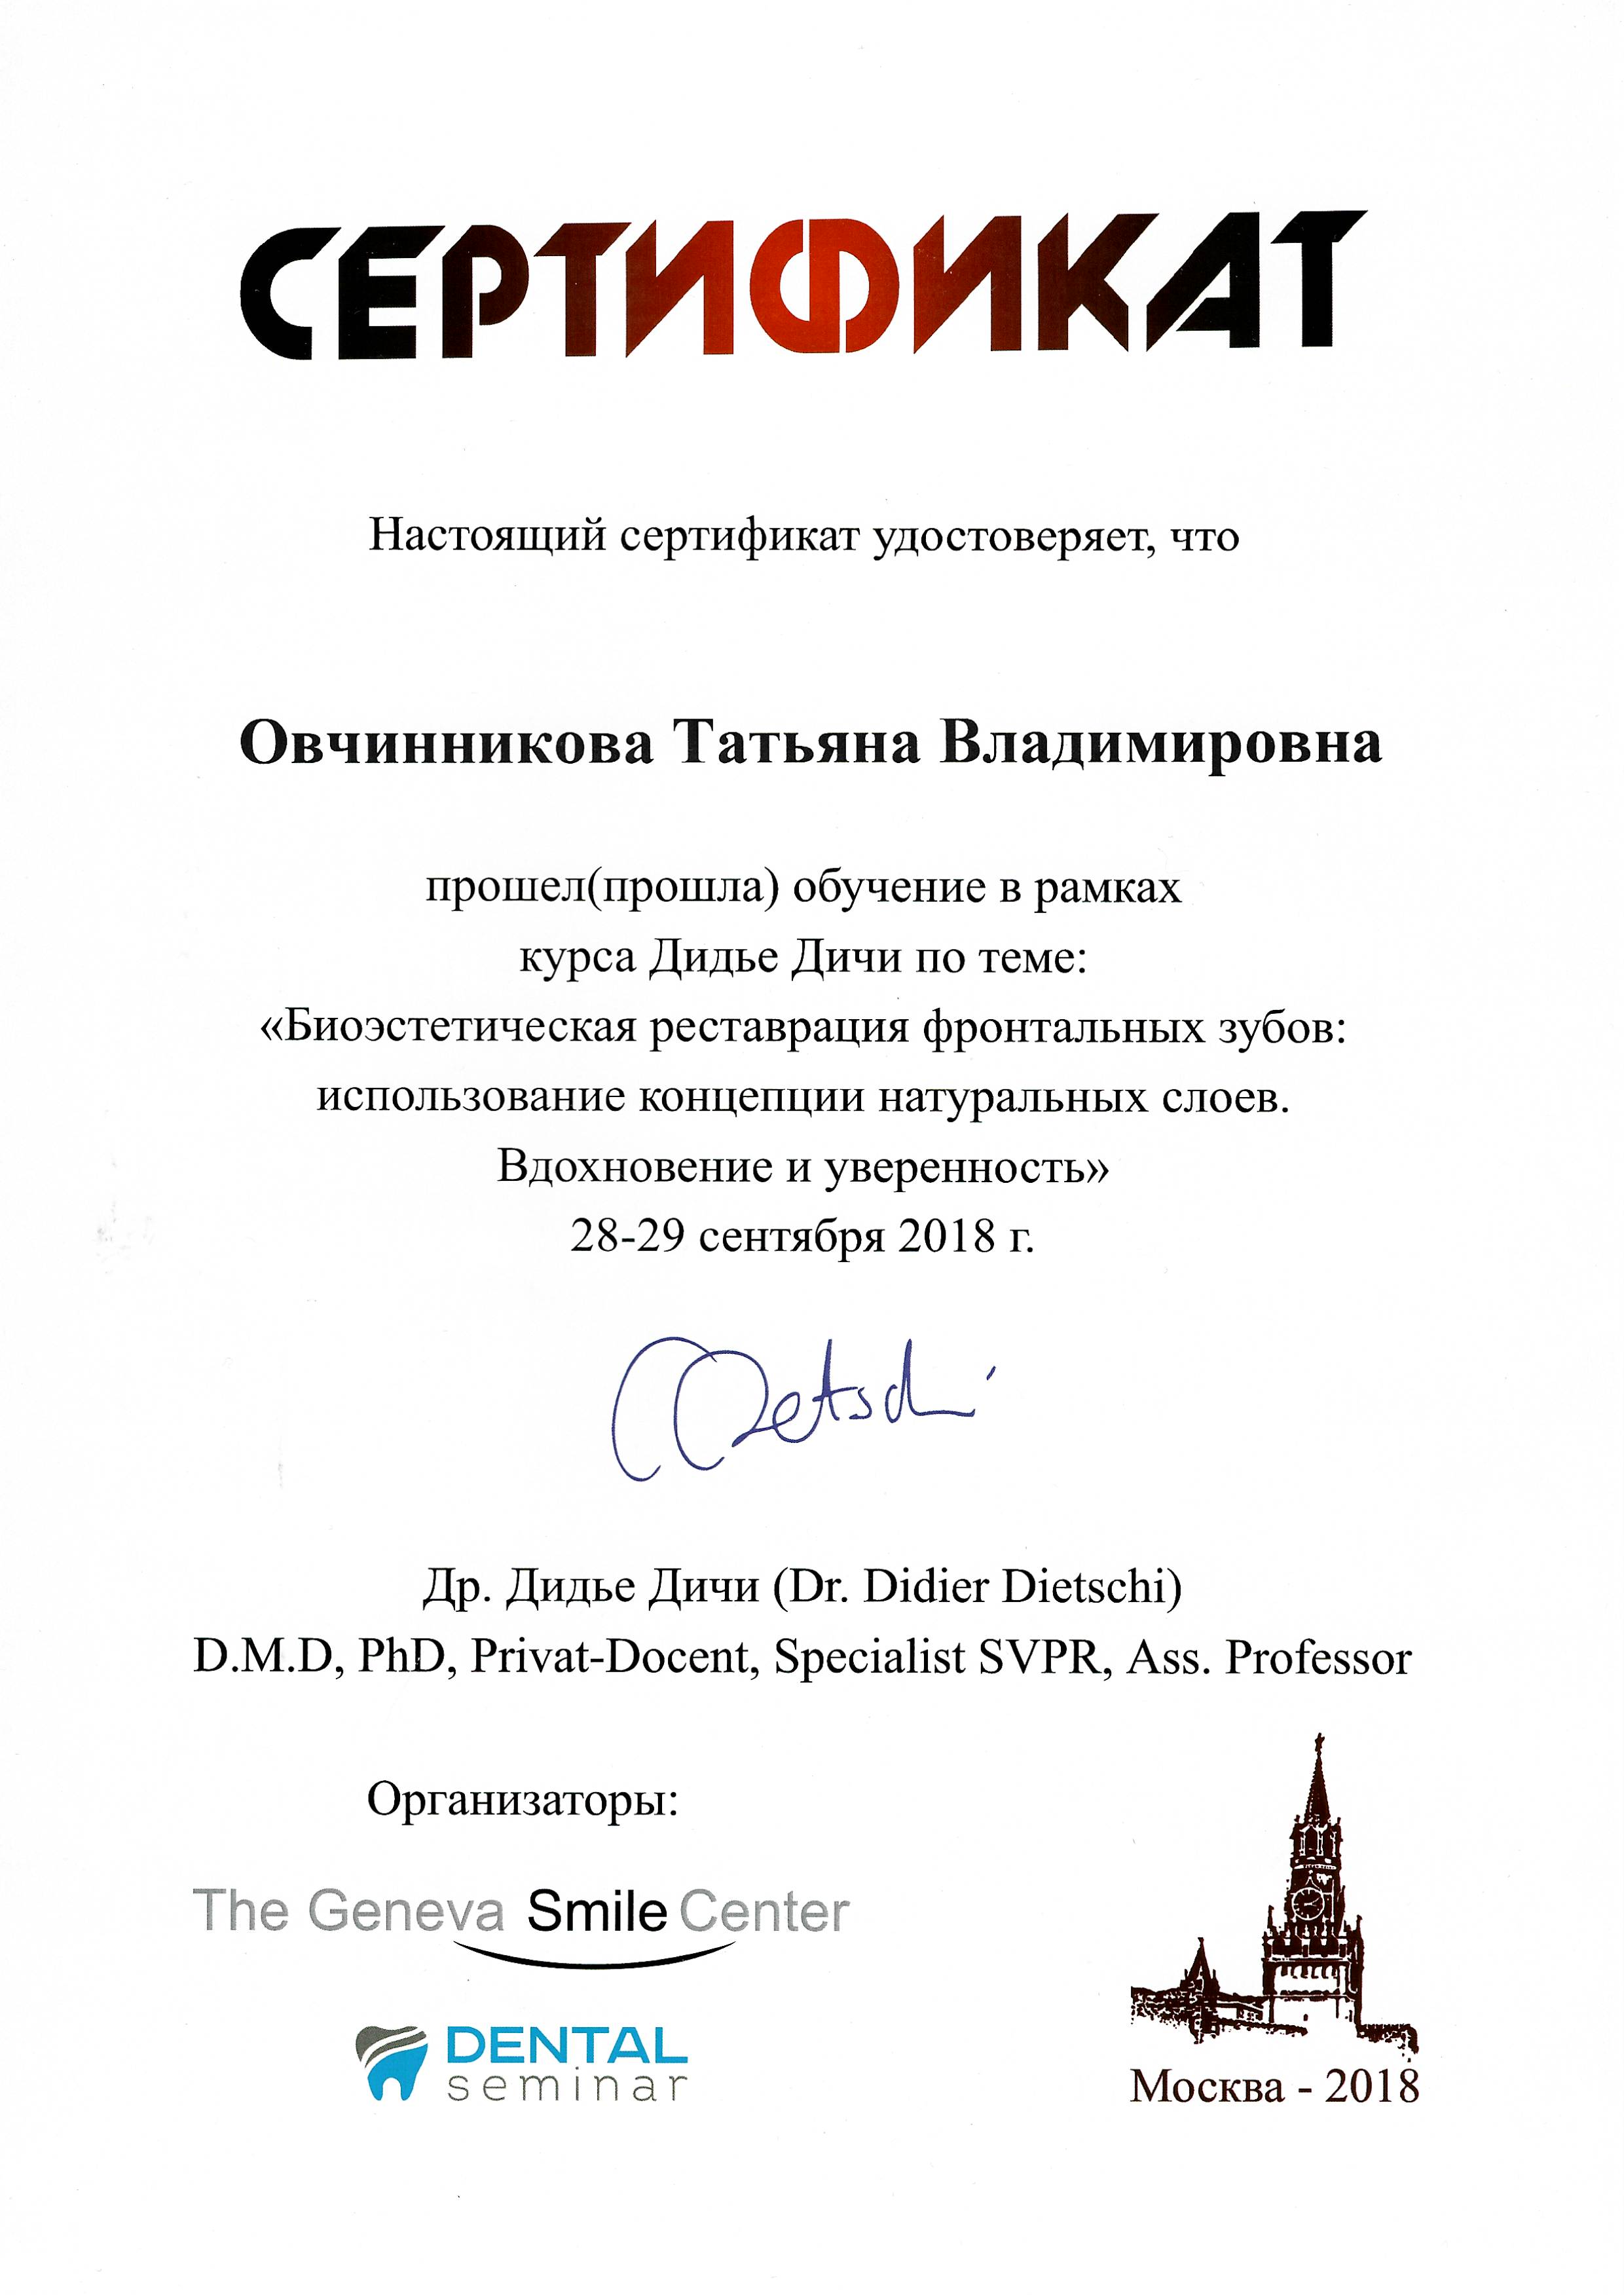 СЕРТИФИКАТ
Настоящий сертификат удостоверяет, что
Овчинникова Татьяна Владимировна
прошел(прошла) обучение в рамках
курса Дидье Дичи по теме:
«Биоэстетическая реставрация фронтальных зубов:
использование концепции натуральных слоев.
Вдохновение и уверенность»
28-29 сентября 2018 г.
Dietschi
Др. Дидье Дичи (Dr. Didier Dietschi)
D.M.D, PhD, Privat-Docent, Specialist SVPR, Ass. Professor
Организаторы:
The Geneva Smile Center
DENTAL
seminar
Москва - 2018